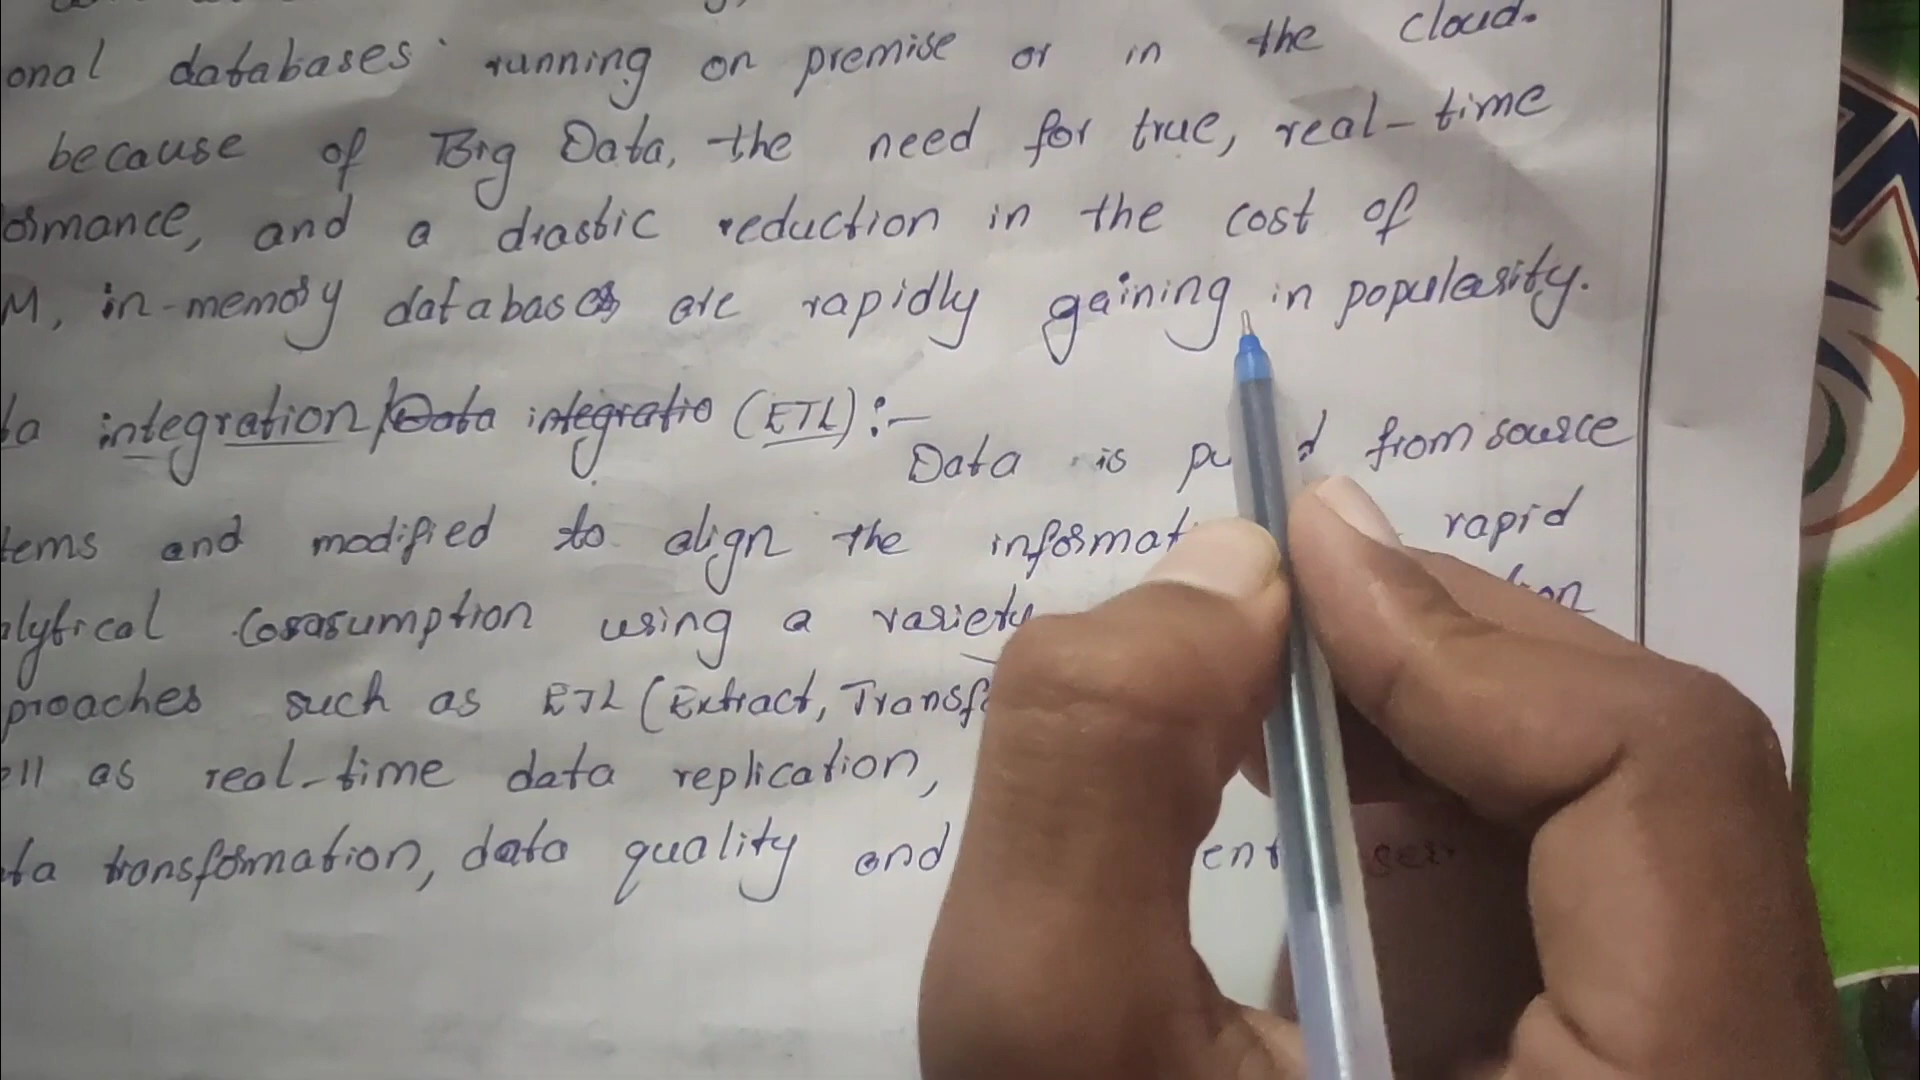 onal databases running on premise or in the cloud.
because of Big Data, the need for true, real-time
ormance, and a drastic reduction in the cost of
M, in-memory databases are rapidly gaining in popularity.
ta integration/Data integratio (ETL):-
Data is from source
tems and modified to align the rapid
alytical using a variety
proaches such as ETL (Extract, Transfo
ell as real-time data replication,
ta transformation, data quality and